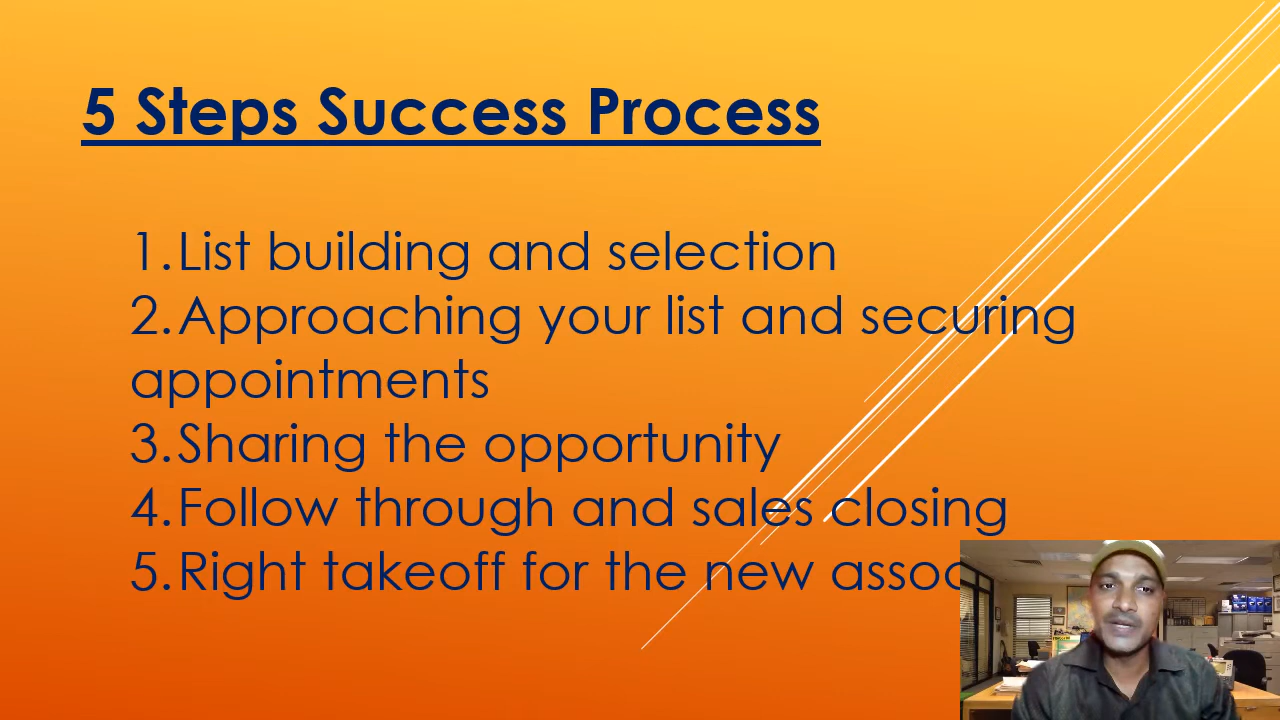 5 Steps Success Process
1. List building and selection
2. Approaching your list and securing
appointments
3. Sharing the opportunity
4. Follow through and sales closing
5. Right takeoff for the new